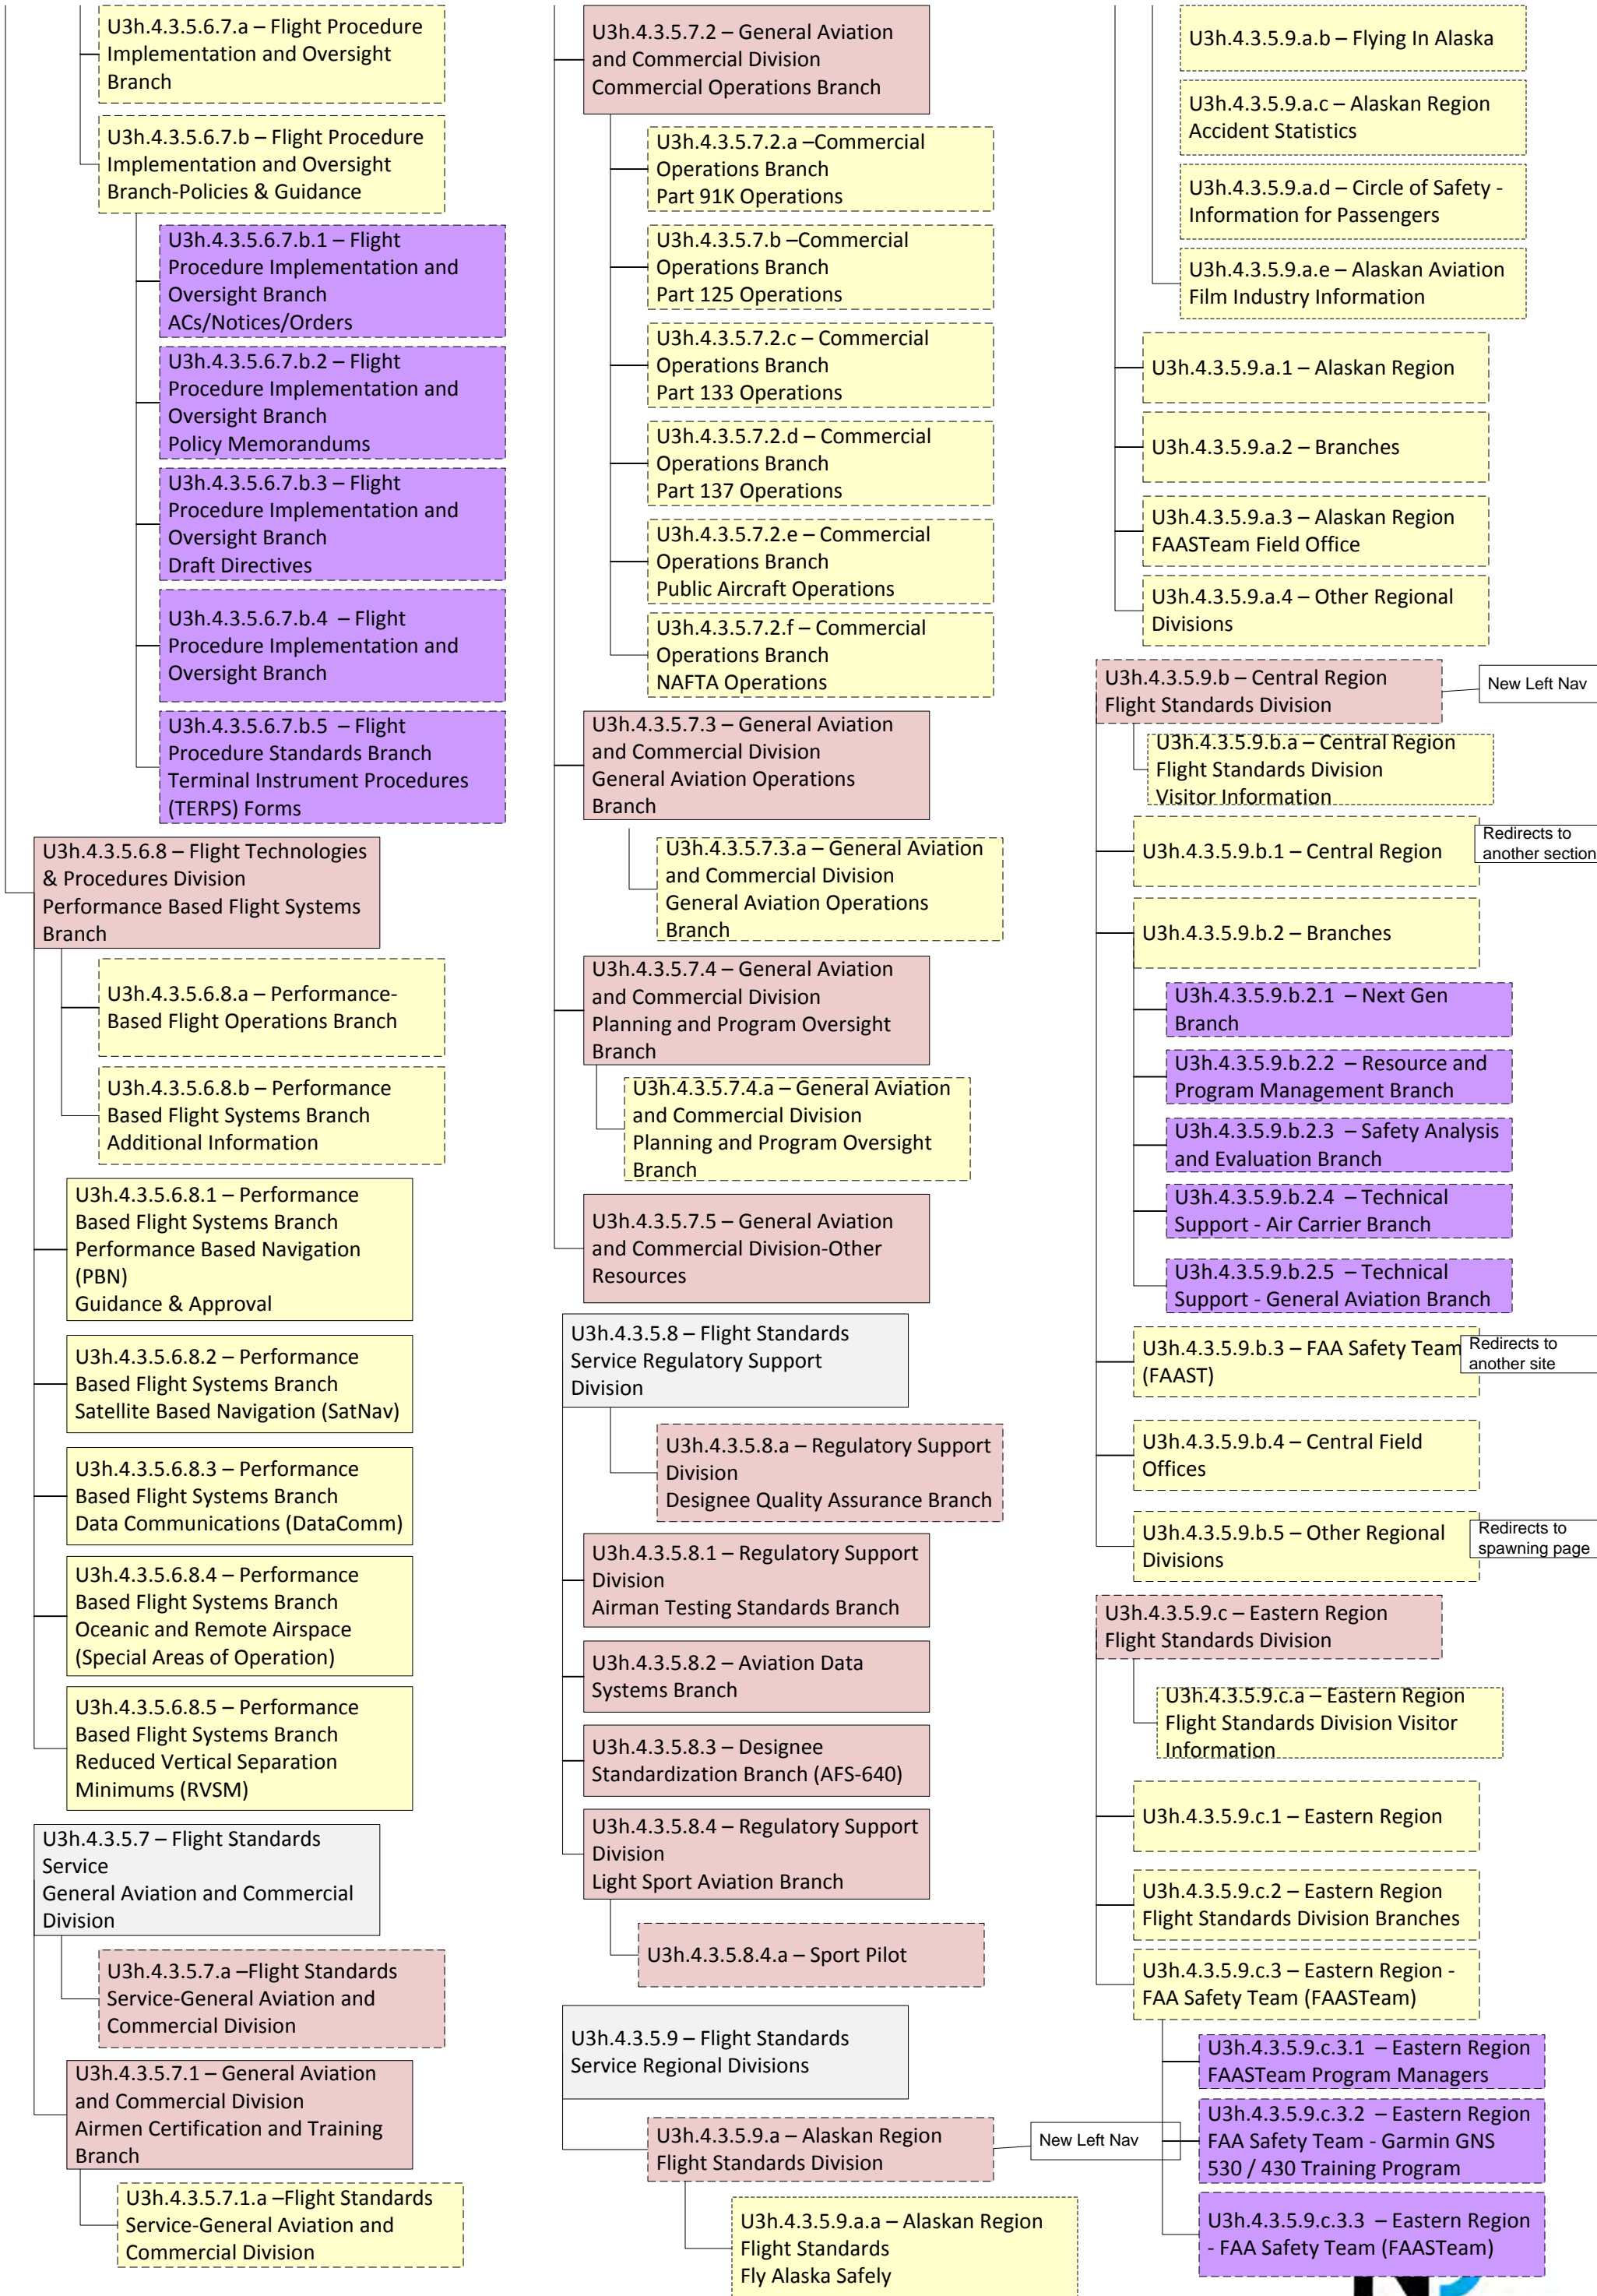 U3h.4.3.5.6.7.a – Flight Procedure
Implementation and Oversight
Branch
U3h.4.3.5.6.7.b – Flight Procedure
Implementation and Oversight
Branch-Policies & Guidance
U3h.4.3.5.6.7.b.1 – Flight
Procedure Implementation and
Oversight Branch
ACs/Notices/Orders
U3h.4.3.5.6.7.b.2 – Flight
Procedure Implementation and
Oversight Branch
Policy Memorandums
U3h.4.3.5.6.7.b.3 – Flight
Procedure Implementation and
Oversight Branch
Draft Directives
U3h.4.3.5.6.7.b.4 – Flight
Procedure Implementation and
Oversight Branch
U3h.4.3.5.6.7.b.5 – Flight
Procedure Standards Branch
Terminal Instrument Procedures
(TERPS) Forms
U3h.4.3.5.6.8 – Flight Technologies
& Procedures Division
Performance Based Flight Systems
Branch
U3h.4.3.5.6.8.a – Performance-
Based Flight Operations Branch
U3h.4.3.5.6.8.b – Performance
Based Flight Systems Branch
Additional Information
U3h.4.3.5.6.8.1 – Performance
Based Flight Systems Branch
Performance Based Navigation
(PBN)
Guidance & Approval
U3h.4.3.5.6.8.2 – Performance
Based Flight Systems Branch
Satellite Based Navigation (SatNav)
U3h.4.3.5.6.8.3 – Performance
Based Flight Systems Branch
Data Communications (DataComm)
U3h.4.3.5.6.8.4 – Performance
Based Flight Systems Branch
Oceanic and Remote Airspace
(Special Areas of Operation)
U3h.4.3.5.6.8.5 – Performance
Based Flight Systems Branch
Reduced Vertical Separation
Minimums (RVSM)
U3h.4.3.5.7 – Flight Standards
Service
General Aviation and Commercial
Division
U3h.4.3.5.7.a –Flight Standards
Service-General Aviation and
Commercial Division
U3h.4.3.5.7.1 – General Aviation
and Commercial Division
Airmen Certification and Training
Branch
U3h.4.3.5.7.1.a –Flight Standards
Service-General Aviation and
Commercial Division
U3h.4.3.5.7.2 – General Aviation
and Commercial Division
Commercial Operations Branch
U3h.4.3.5.7.2.a –Commercial
Operations Branch
Part 91K Operations
U3h.4.3.5.7.b –Commercial
Operations Branch
Part 125 Operations
U3h.4.3.5.7.2.c – Commercial
Operations Branch
Part 133 Operations
U3h.4.3.5.7.2.d – Commercial
Operations Branch
Part 137 Operations
U3h.4.3.5.7.2.e – Commercial
Operations Branch
Public Aircraft Operations
U3h.4.3.5.7.2.f – Commercial
Operations Branch
NAFTA Operations
U3h.4.3.5.7.3 – General Aviation
and Commercial Division
General Aviation Operations
Branch
U3h.4.3.5.7.3.a – General Aviation
and Commercial Division
General Aviation Operations
Branch
U3h.4.3.5.7.4 – General Aviation
and Commercial Division
Planning and Program Oversight
Branch
U3h.4.3.5.7.4.a – General Aviation
and Commercial Division
Planning and Program Oversight
Branch
U3h.4.3.5.7.5 – General Aviation
and Commercial Division-Other
Resources
U3h.4.3.5.8 – Flight Standards
Service Regulatory Support
Division
U3h.4.3.5.8.a – Regulatory Support
Division
Designee Quality Assurance Branch
U3h.4.3.5.8.1 – Regulatory Support
Division
Airman Testing Standards Branch
U3h.4.3.5.8.2 – Aviation Data
Systems Branch
U3h.4.3.5.8.3 – Designee
Standardization Branch (AFS-640)
U3h.4.3.5.8.4 – Regulatory Support
Division
Light Sport Aviation Branch
U3h.4.3.5.8.4.a – Sport Pilot
U3h.4.3.5.9 – Flight Standards
Service Regional Divisions
U3h.4.3.5.9.a – Alaskan Region
Flight Standards Division
New Left Nav
U3h.4.3.5.9.a.a – Alaskan Region
Flight Standards
Fly Alaska Safely
U3h.4.3.5.9.a.b – Flying In Alaska
U3h.4.3.5.9.a.c – Alaskan Region
Accident Statistics
U3h.4.3.5.9.a.d – Circle of Safety -
Information for Passengers
U3h.4.3.5.9.a.e – Alaskan Aviation
Film Industry Information
U3h.4.3.5.9.a.1 – Alaskan Region
U3h.4.3.5.9.a.2 – Branches
U3h.4.3.5.9.a.3 – Alaskan Region
FAASTeam Field Office
U3h.4.3.5.9.a.4 – Other Regional
Divisions
U3h.4.3.5.9.b – Central Region
Flight Standards Division
New Left Nav
U3h.4.3.5.9.b.a – Central Region
Flight Standards Division
Visitor Information
U3h.4.3.5.9.b.1 – Central Region
Redirects to
another section
U3h.4.3.5.9.b.2 – Branches
U3h.4.3.5.9.b.2.1 – Next Gen
Branch
U3h.4.3.5.9.b.2.2 – Resource and
Program Management Branch
U3h.4.3.5.9.b.2.3 – Safety Analysis
and Evaluation Branch
U3h.4.3.5.9.b.2.4 – Technical
Support - Air Carrier Branch
U3h.4.3.5.9.b.2.5 – Technical
Support - General Aviation Branch
U3h.4.3.5.9.b.3 – FAA Safety Team
(FAAST)
Redirects to
another site
U3h.4.3.5.9.b.4 – Central Field
Offices
U3h.4.3.5.9.b.5 – Other Regional
Divisions
Redirects to
spawning page
U3h.4.3.5.9.c – Eastern Region
Flight Standards Division
U3h.4.3.5.9.c.a – Eastern Region
Flight Standards Division Visitor
Information
U3h.4.3.5.9.c.1 – Eastern Region
U3h.4.3.5.9.c.2 – Eastern Region
Flight Standards Division Branches
U3h.4.3.5.9.c.3 – Eastern Region -
FAA Safety Team (FAASTeam)
U3h.4.3.5.9.c.3.1 – Eastern Region
FAASTeam Program Managers
U3h.4.3.5.9.c.3.2 – Eastern Region
FAA Safety Team - Garmin GNS
530 / 430 Training Program
U3h.4.3.5.9.c.3.3 – Eastern Region
- FAA Safety Team (FAASTeam)